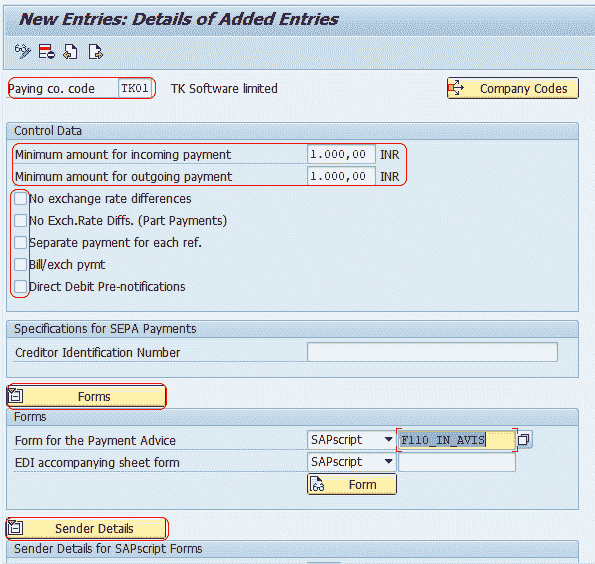 New Entries: Details of Added Entries
Paying co. code TK01 TK Software limited Company Codes
Control Data
Minimum amount for incoming payment 1.000,00 INR
Minimum amount for outgoing payment 1.000,00 INR
No exchange rate differences
No Exch.Rate Diffs. (Part Payments)
Separate payment for each ref.
Bill/exch pymt
Direct Debit Pre-notifications
Specifications for SEPA Payments
Creditor Identification Number
Forms
Forms
Form for the Payment Advice SAPscript F110_IN_AVIS
EDI accompanying sheet form SAPscript
Form
Sender Details
Sender Details for SAPscript Forms